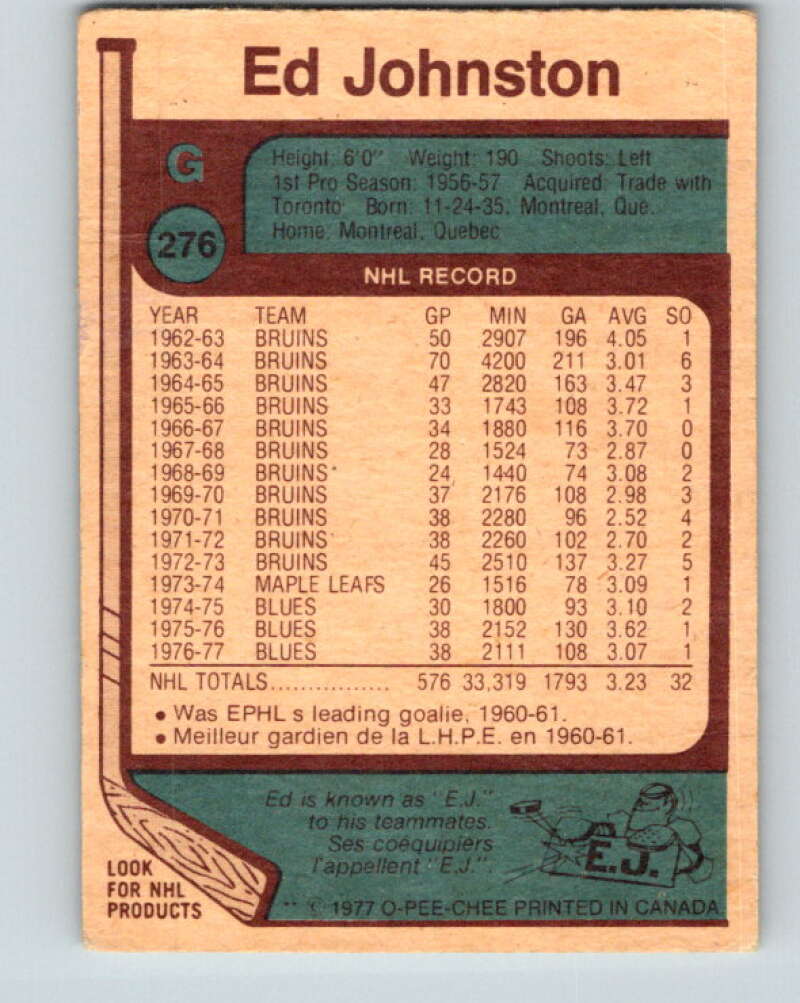 Ed Johnston
G
276
Height: 6'0" Weight: 190 Shoots: Left
1st Pro Season: 1956-57 Acquired: Trade with
Toronto Born: 11-24-35, Montreal, Que.
Home: Montreal, Quebec
NHL RECORD
YEAR TEAM GP MIN GA AVG SO
1962-63 BRUINS 50 2907 196 4.05 1
1963-64 BRUINS 70 4200 211 3.01 6
1964-65 BRUINS 47 2820 163 3.47 3
1965-66 BRUINS 33 1743 108 3.72 1
1966-67 BRUINS 34 1880 116 3.70 0
1967-68 BRUINS 28 1524 73 2.87 0
1968-69 BRUINS 24 1440 74 3.08 2
1969-70 BRUINS 37 2176 108 2.98 3
1970-71 BRUINS 38 2280 96 2.52 4
1971-72 BRUINS 38 2260 102 2.70 2
1972-73 BRUINS 45 2510 137 3.27 5
1973-74 MAPLE LEAFS 26 1516 78 3.09 1
1974-75 BLUES 30 1800 93 3.10 2
1975-76 BLUES 38 2152 130 3.62 1
1976-77 BLUES 38 2111 108 3.07 1
NHL TOTALS................ 576 33,319 1793 3.23 32
• Was EPHL s leading goalie, 1960-61.
• Meilleur gardien de la L.H.P.E. en 1960-61.
Ed is known as "E.J."
to his teammates.
Ses coéquipiers
l'appellent "E.J.".
E.J.
LOOK
FOR NHL
PRODUCTS
** © 1977 O-PEE-CHEE PRINTED IN CANADA